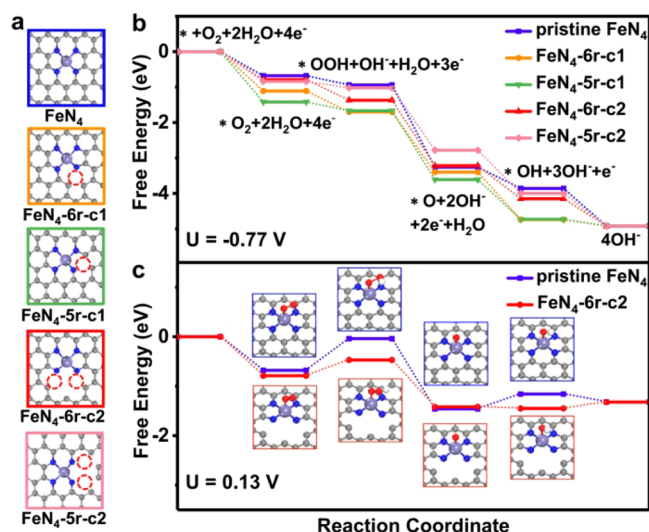 a
FeN₄
FeN₄-6r-c1
FeN₄-5r-c1
FeN₄-6r-c2
FeN₄-5r-c2
b
Free Energy (eV)
0
-2
-4
* +O₂+2H₂O+4e⁻
* O₂+2H₂O+4e⁻
* OOH+OH⁻+H₂O+3e⁻
* O+2OH⁻
+2e⁻+H₂O
* OH+3OH⁻+e⁻
4OH⁻
U = -0.77 V
pristine FeN₄
FeN₄-6r-c1
FeN₄-5r-c1
FeN₄-6r-c2
FeN₄-5r-c2
c
Free Energy (eV)
0
-2
pristine FeN₄
FeN₄-6r-c2
U = 0.13 V
Reaction Coordinate